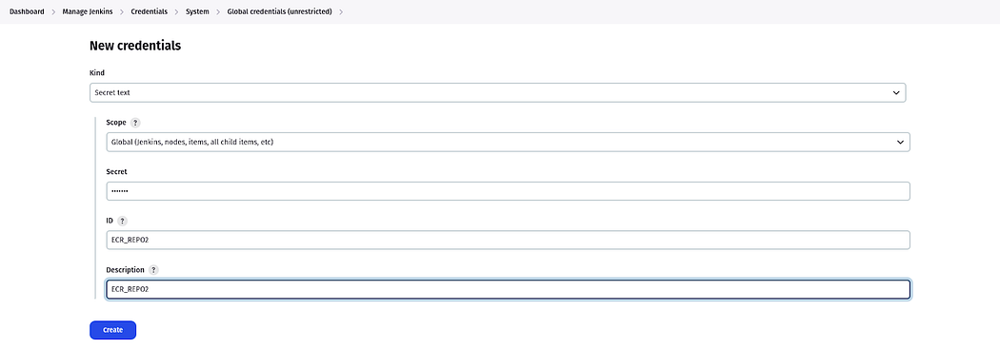 Dashboard > Manage Jenkins > Credentials > System > Global credentials (unrestricted) >
New credentials
Kind
Secret text
Scope ?
Global (Jenkins, nodes, items, all child items, etc)
Secret
•••••••
ID ?
ECR_REPO2
Description ?
ECR_REPO2
Create